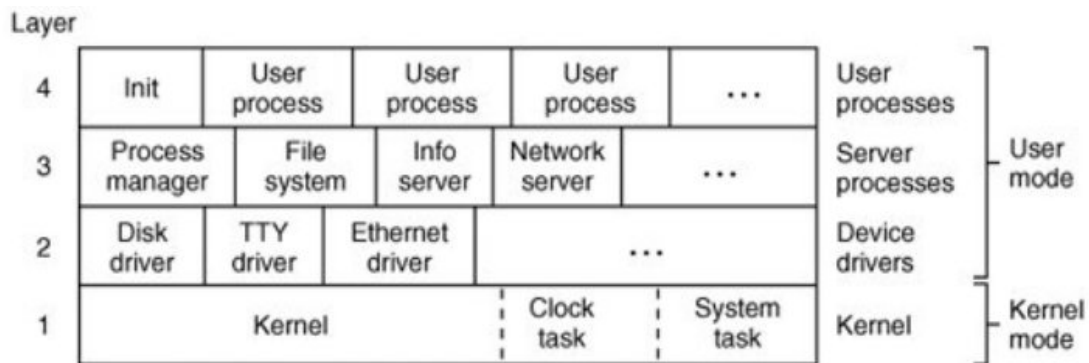 Layer
4 Init User process User process User process ... User processes
3 Process manager File system Info server Network server ... Server processes User mode
2 Disk driver TTY driver Ethernet driver ... Device drivers
1 Kernel Clock task System task Kernel Kernel mode